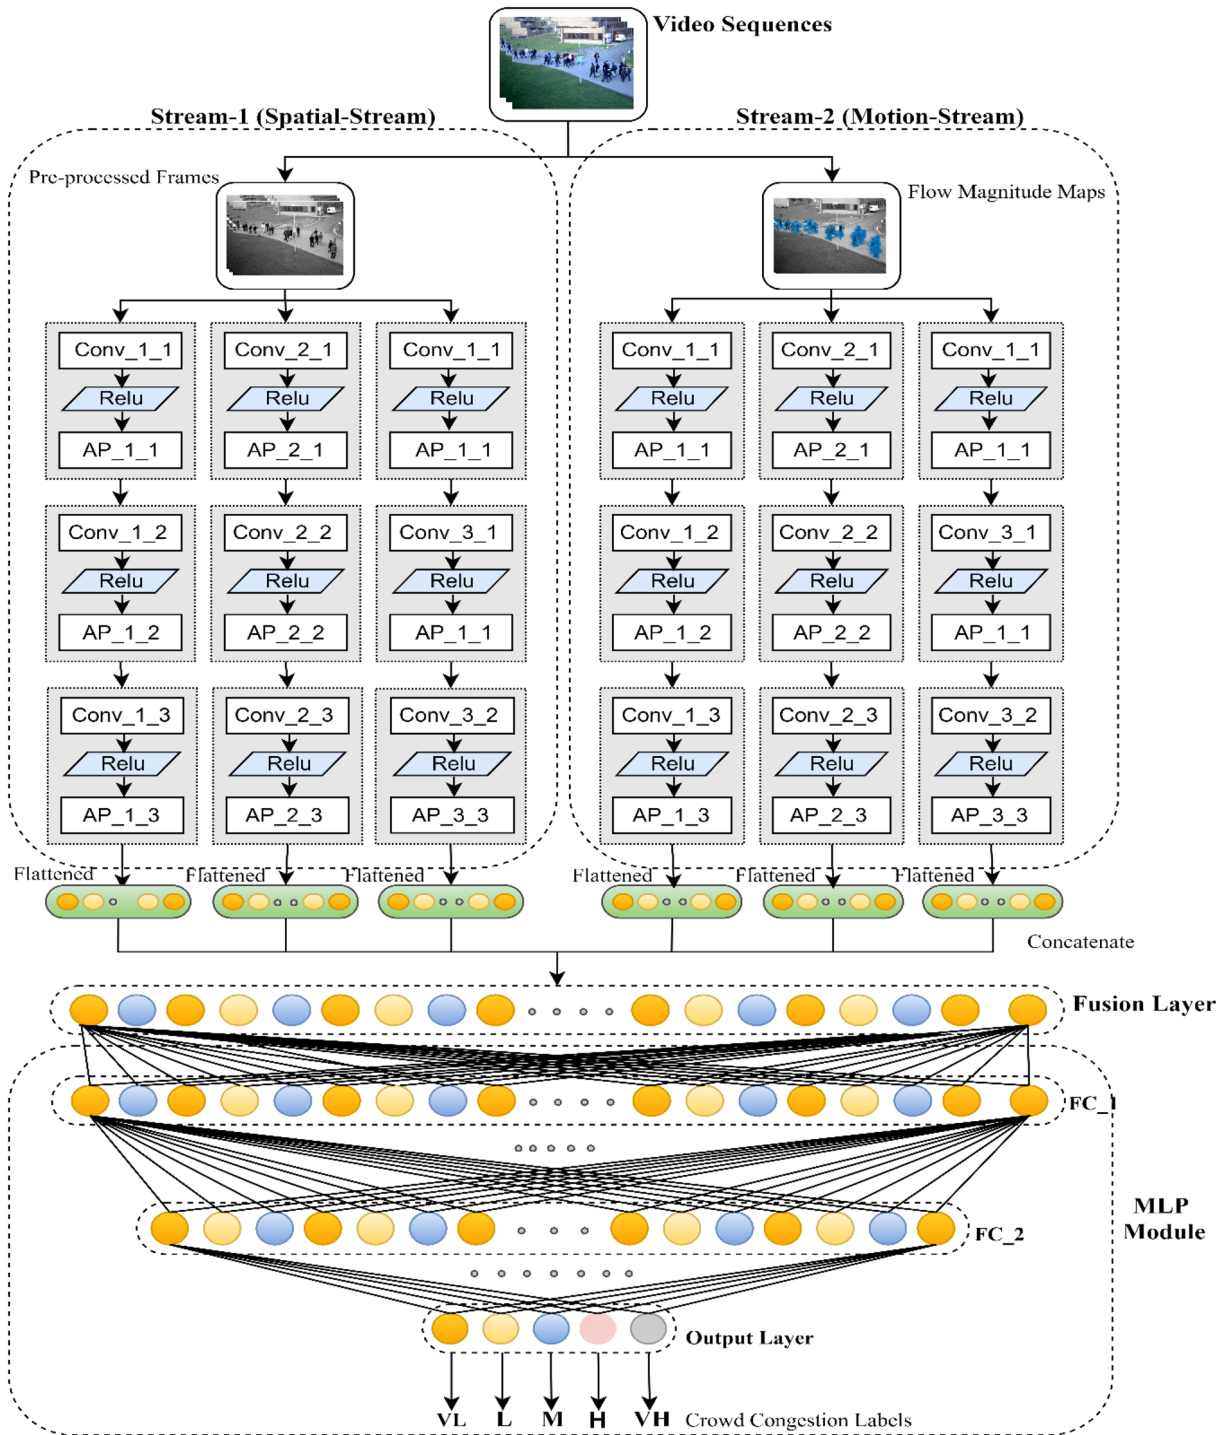 Video Sequences
Stream-1 (Spatial-Stream)
Stream-2 (Motion-Stream)
Pre-processed Frames
Flow Magnitude Maps
Conv_1_1
Relu
AP_1_1
Conv_1_2
Relu
AP_1_2
Conv_1_3
Relu
AP_1_3
Conv_2_1
Relu
AP_2_1
Conv_2_2
Relu
AP_2_2
Conv_2_3
Relu
AP_2_3
Conv_1_1
Relu
AP_1_1
Conv_3_1
Relu
AP_1_1
Conv_3_2
Relu
AP_3_3
Conv_1_1
Relu
AP_1_1
Conv_1_2
Relu
AP_1_2
Conv_1_3
Relu
AP_1_3
Conv_2_1
Relu
AP_2_1
Conv_2_2
Relu
AP_2_2
Conv_2_3
Relu
AP_2_3
Conv_1_1
Relu
AP_1_1
Conv_3_1
Relu
AP_1_1
Conv_3_2
Relu
AP_3_3
Flattened
Flattened
Flattened
Flattened
Flattened
Flattened
Concatenate
Fusion Layer
FC_1
MLP
Module
FC_2
Output Layer
VL
L
M
H
VH
Crowd Congestion Labels